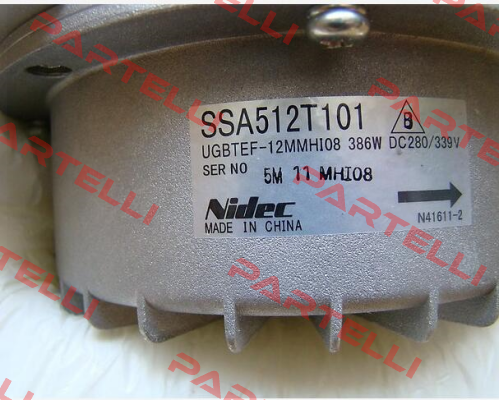 PARTELLI
PARTELLI
PARTELLI
PARTELLI
PARTELLI
SSA512T101 B
UGBTEF-12MMHI08 386W DC280/339V
SER NO 5M 11 MHI08
Nidec
MADE IN CHINA
N41611-2